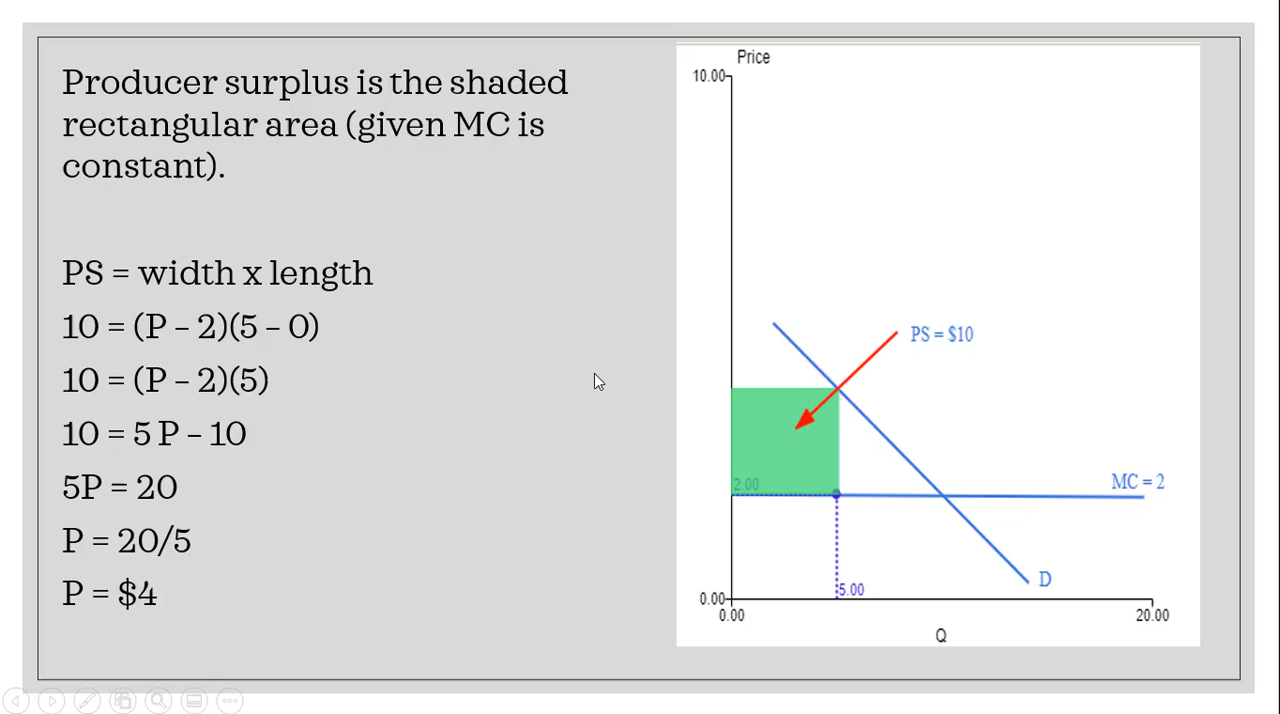 Producer surplus is the shaded
rectangular area (given MC is
constant).
PS = width x length
10 = (P – 2)(5 – 0)
10 = (P – 2)(5)
10 = 5 P – 10
5P = 20
P = 20/5
P = $4
Price
10.00
PS = $10
2.00
MC = 2
D
5.00
0.00
0.00
20.00
Q